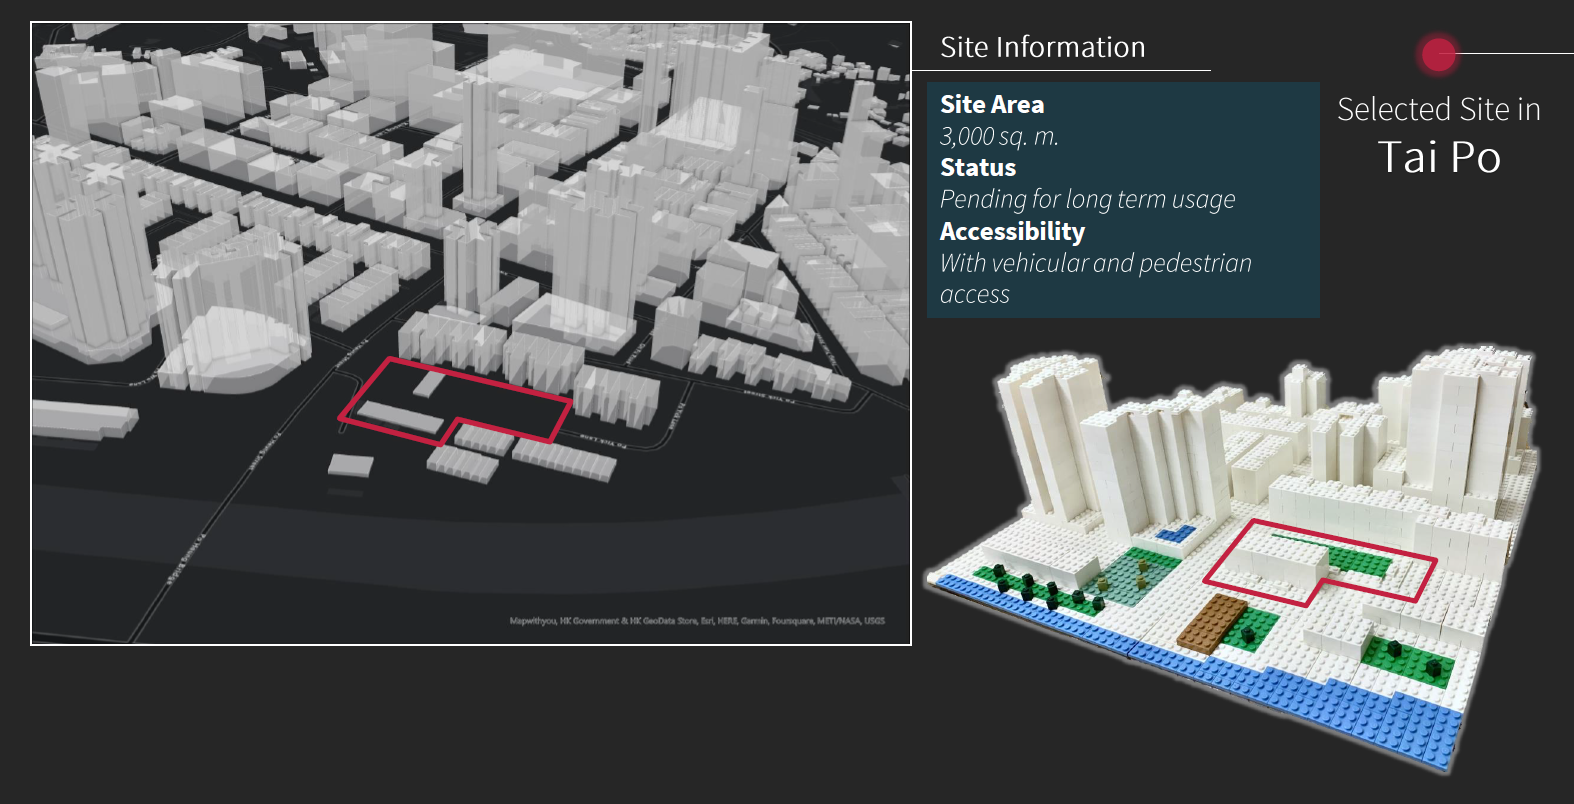 Site Information
Selected Site in
Tai Po
Site Area
3,000 sq. m.
Status
Pending for long term usage
Accessibility
With vehicular and pedestrian
access
Mapwithyou, HK Government & HK GeoData Store, Esri, HERE, Garmin, Foursquare, METI/NASA, USGS